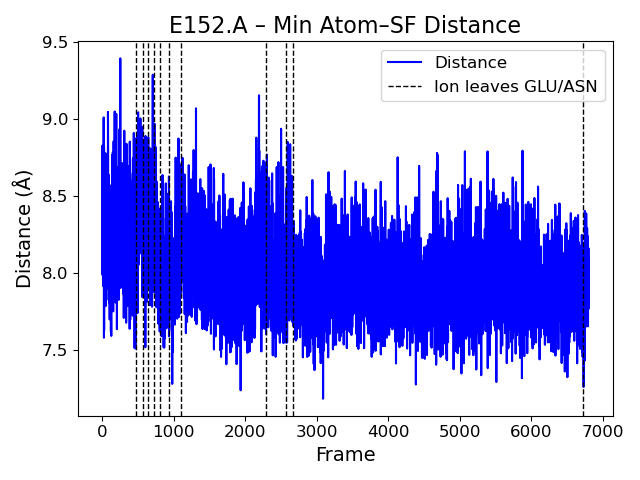 E152.A – Min Atom–SF Distance
Distance (Å)
9.5
9.0
8.5
8.0
7.5
Distance
Ion leaves GLU/ASN
0 1000 2000 3000 4000 5000 6000 7000
Frame